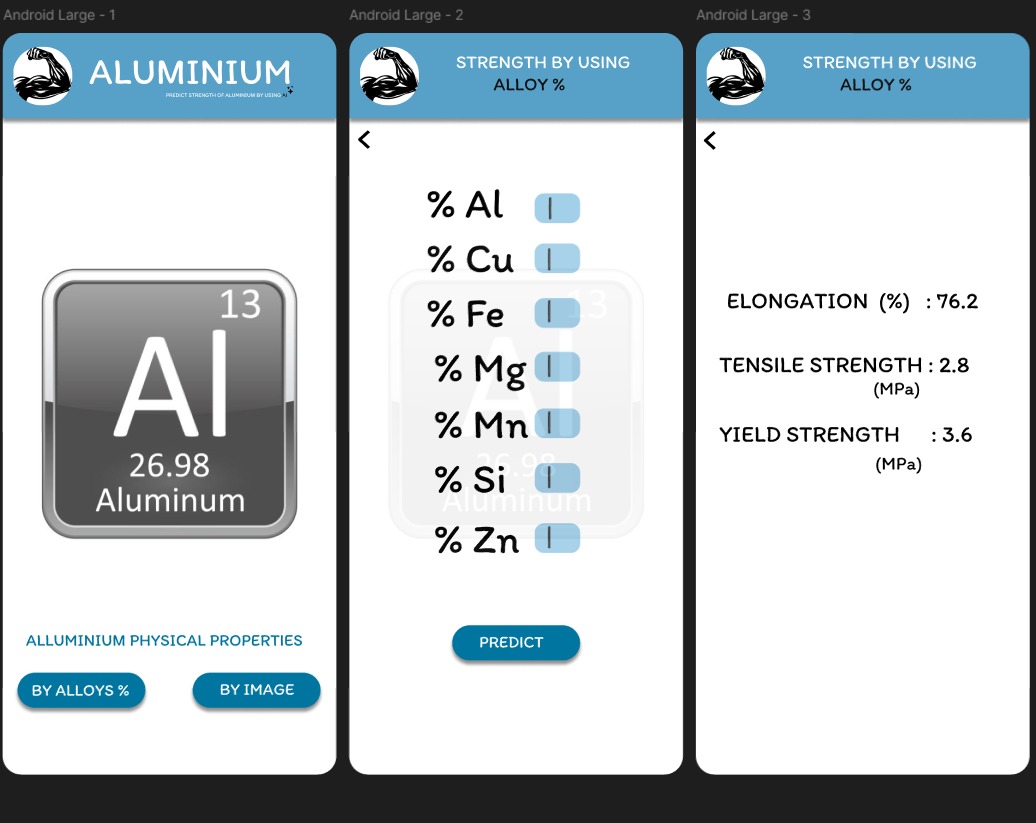 Android Large - 1
ALUMINIUM
PREDICT STRENGTH OF ALUMINIUM BY USING AI
13
Al
26.98
Aluminum
ALLUMINIUM PHYSICAL PROPERTIES
BY ALLOYS %
BY IMAGE
Android Large - 2
STRENGTH BY USING
ALLOY %
% Al
% Cu
% Fe
% Mg
% Mn
% Si
% Zn
13
Al
26.98
Aluminum
PREDICT
Android Large - 3
STRENGTH BY USING
ALLOY %
ELONGATION (%) : 76.2
TENSILE STRENGTH : 2.8
(MPa)
YIELD STRENGTH : 3.6
(MPa)